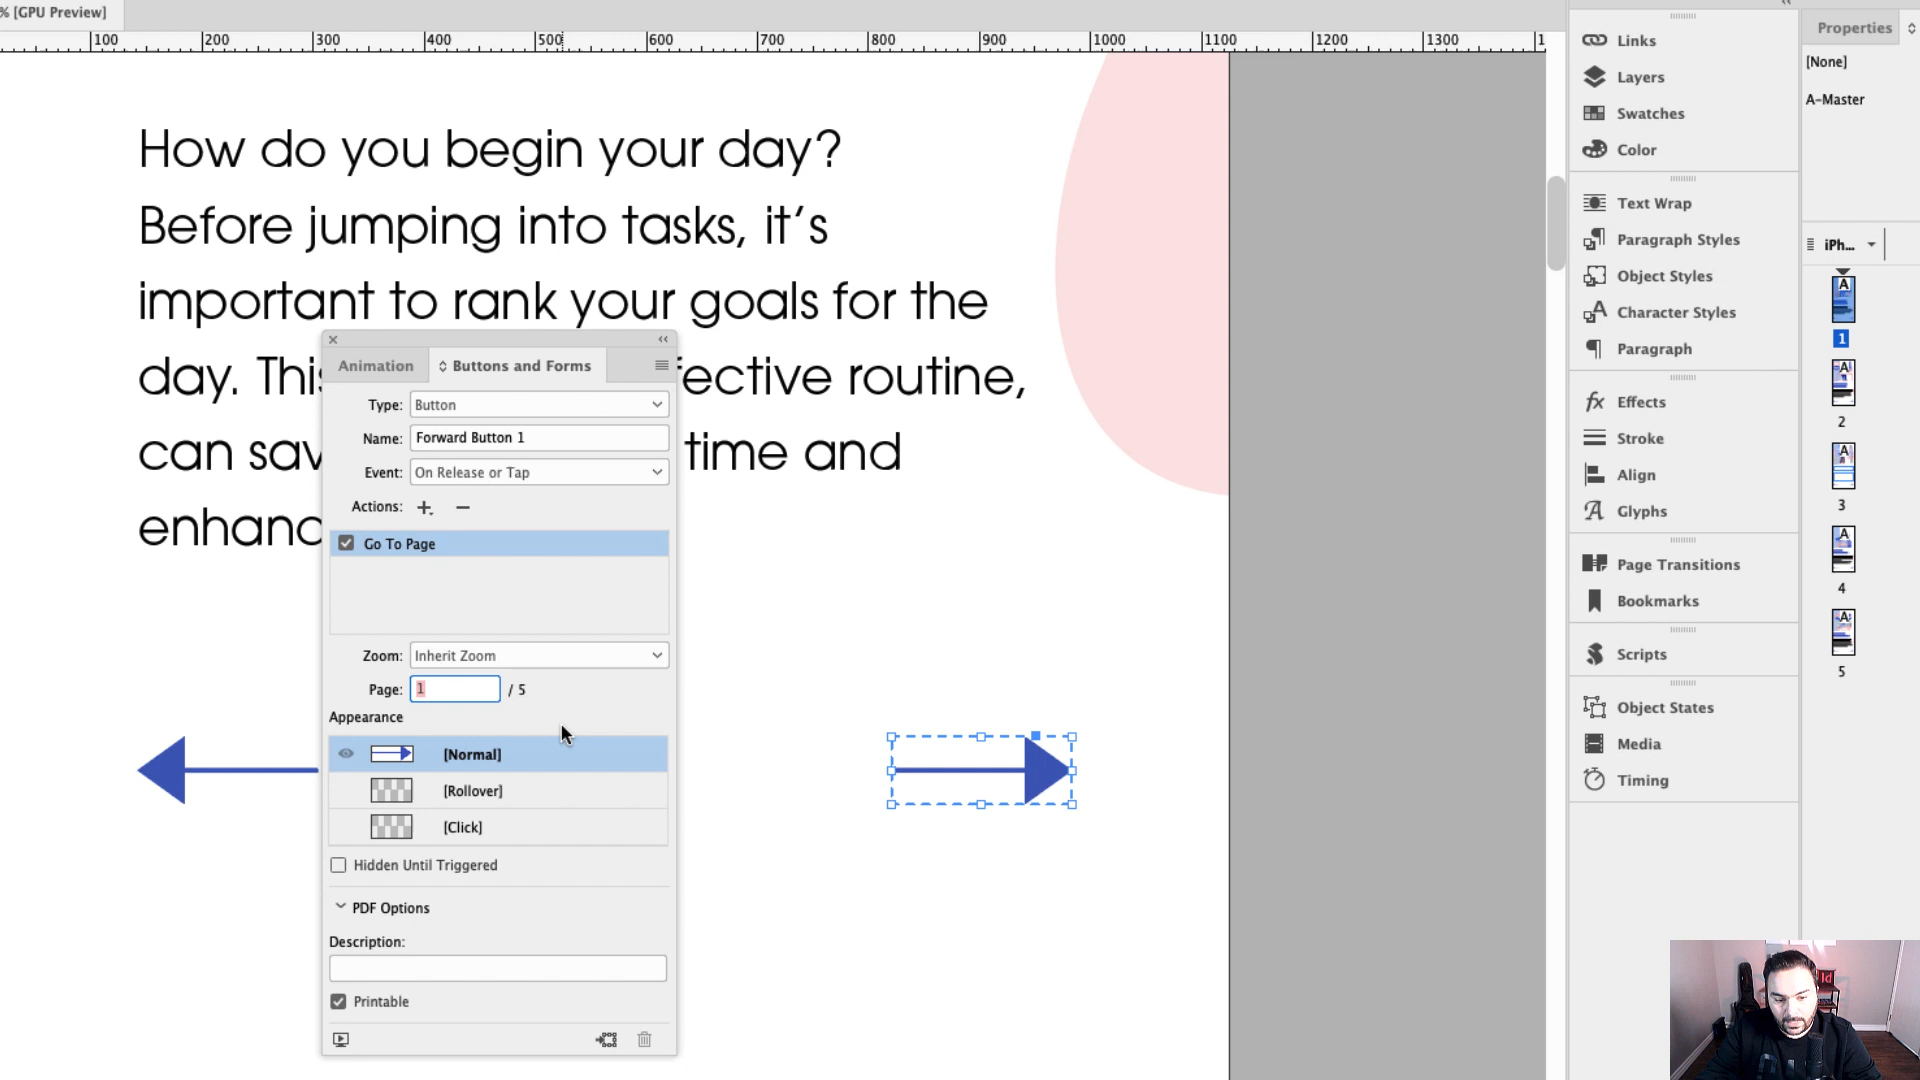 % [GPU Preview]
100 200 300 400 500 600 700 800 900 1000 1100 1200 1300 1
How do you begin your day?
Before jumping into tasks, it's
important to rank your goals for the
day. This fective routine,
can sav time and
enhanc
Animation Buttons and Forms
Type: Button
Name: Forward Button 1
Event: On Release or Tap
Actions:
Go To Page
Zoom: Inherit Zoom
Page: 1 / 5
Appearance
[Normal]
[Rollover]
[Click]
Hidden Until Triggered
PDF Options
Description:
Printable
Links
Layers
Swatches
Color
Text Wrap
Paragraph Styles
Object Styles
Character Styles
Paragraph
Effects
Stroke
Align
Glyphs
Page Transitions
Bookmarks
Scripts
Object States
Media
Timing
Properties
[None]
A-Master
iPh...
A
1
A
2
A
3
A
4
A
5
Id